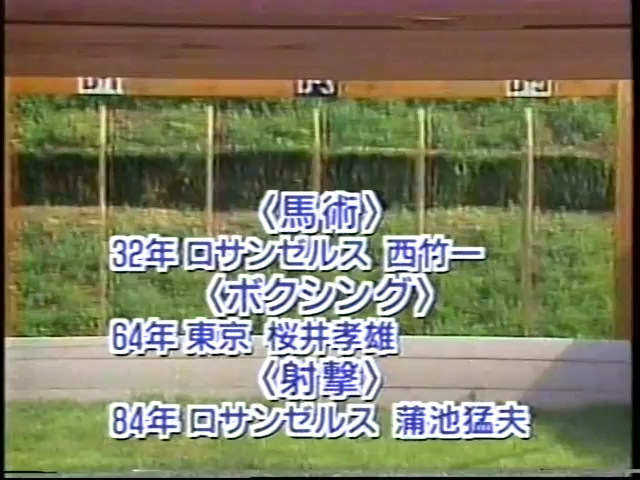 〈馬術〉
32年 ロサンゼルス 西竹一
〈ボクシング〉
64年 東京 桜井孝雄
〈射撃〉
84年 ロサンゼルス 蒲池猛夫